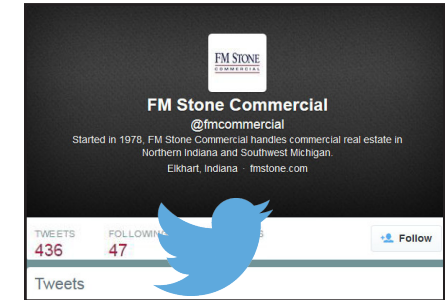 FM STONE
COMMERCIAL
FM Stone Commercial
@fmcommercial
Started in 1978, FM Stone Commercial handles commercial real estate in
Northern Indiana and Southwest Michigan.
Elkhart, Indiana · fmstone.com
TWEETS
FOLLOWING
436
47
Follow
Tweets